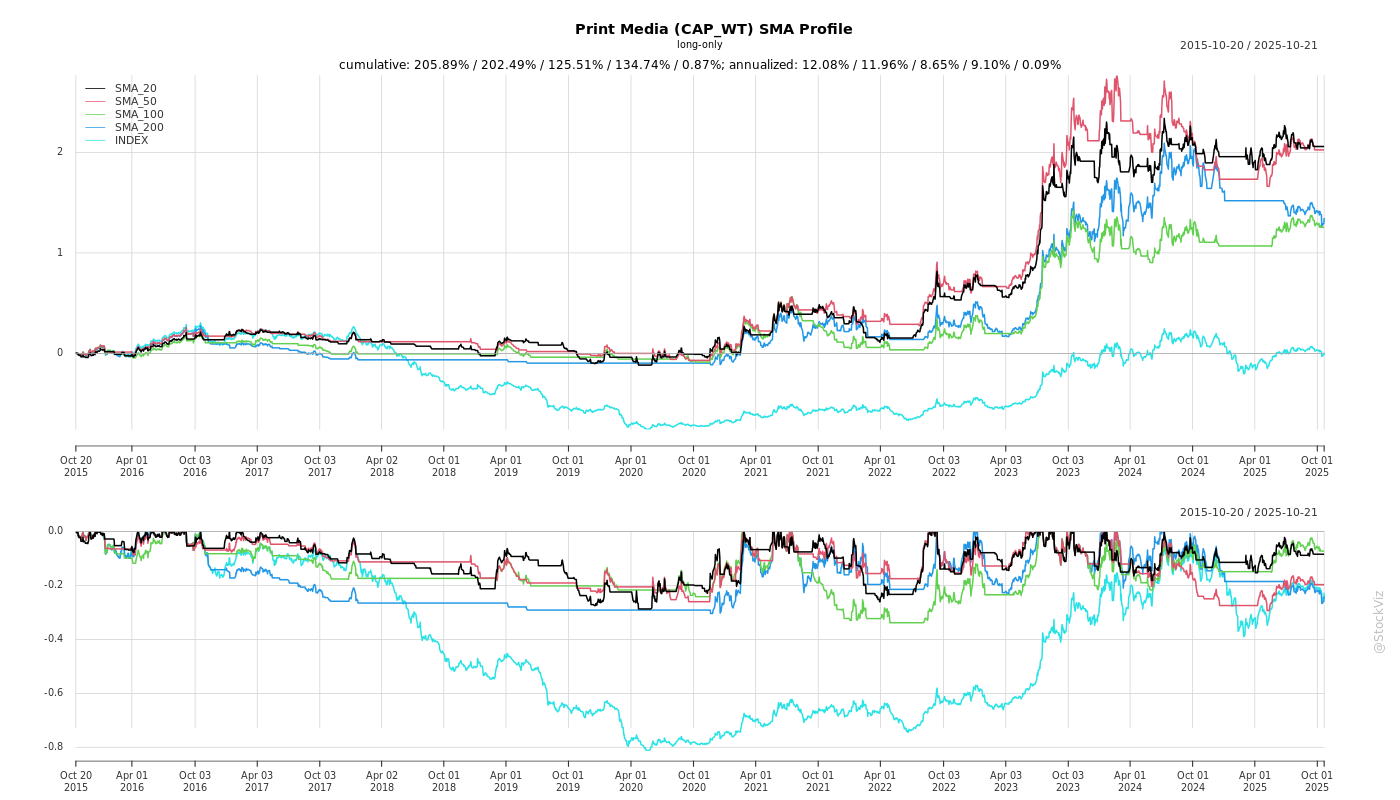 Print Media (CAP_WT) SMA Profile
long-only
2015-10-20 / 2025-10-21
cumulative: 205.89% / 202.49% / 125.51% / 134.74% / 0.87%; annualized: 12.08% / 11.96% / 8.65% / 9.10% / 0.09%
SMA_20
SMA_50
SMA_100
SMA_200
INDEX
2
1
0
Oct 20 Apr 01 Oct 03 Apr 03 Oct 03 Apr 02 Oct 01 Apr 01 Oct 01 Apr 01 Oct 01 Apr 01 Oct 01 Apr 01 Oct 03 Apr 03 Oct 03 Apr 01 Oct 01 Apr 01 Oct 01
2015 2016 2016 2017 2017 2018 2018 2019 2019 2020 2020 2021 2021 2022 2022 2023 2023 2024 2024 2025 2025
2015-10-20 / 2025-10-21
0.0
-0.2
-0.4
-0.6
-0.8
Oct 20 Apr 01 Oct 03 Apr 03 Oct 03 Apr 02 Oct 01 Apr 01 Oct 01 Apr 01 Oct 01 Apr 01 Oct 01 Apr 01 Oct 03 Apr 03 Oct 03 Apr 01 Oct 01 Apr 01 Oct 01
2015 2016 2016 2017 2017 2018 2018 2019 2019 2020 2020 2021 2021 2022 2022 2023 2023 2024 2024 2025 2025
@StockViz